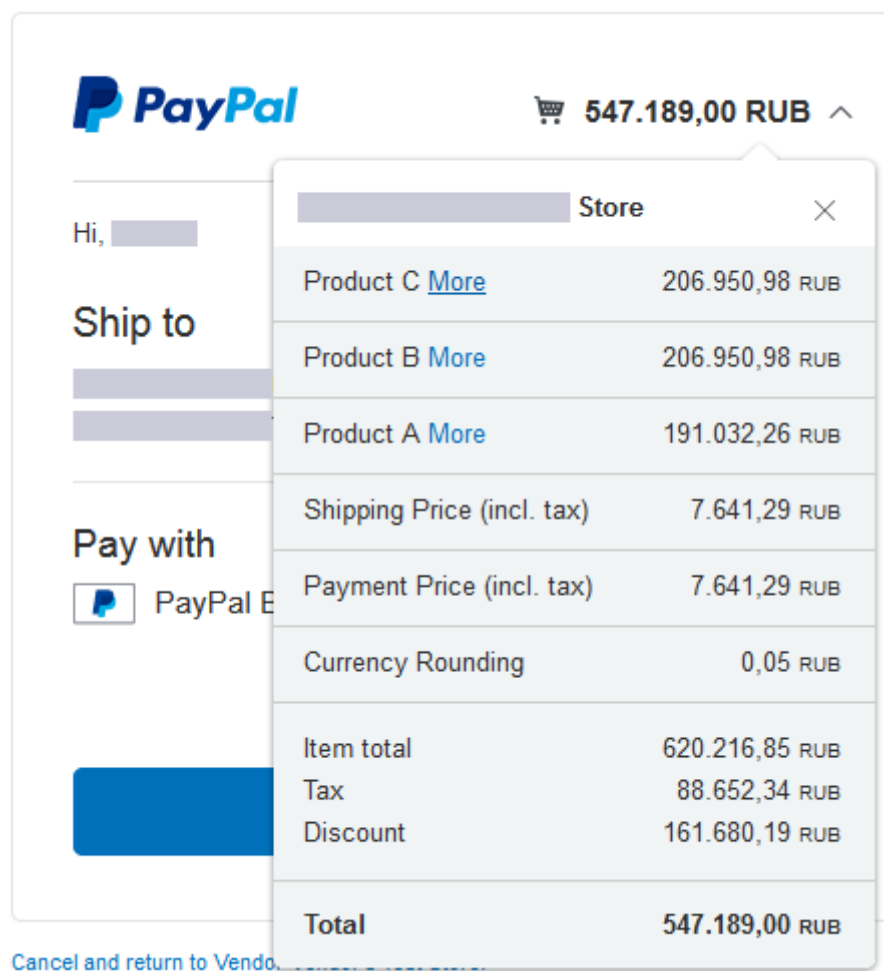 PayPal
547.189,00 RUB
Store
Hi,
Product C More 206.950,98 RUB
Ship to
Product B More 206.950,98 RUB
Product A More 191.032,26 RUB
Shipping Price (incl. tax) 7.641,29 RUB
Pay with
Payment Price (incl. tax) 7.641,29 RUB
PayPal
Currency Rounding 0,05 RUB
Item total 620.216,85 RUB
Tax 88.652,34 RUB
Discount 161.680,19 RUB
Total 547.189,00 RUB
Cancel and return to